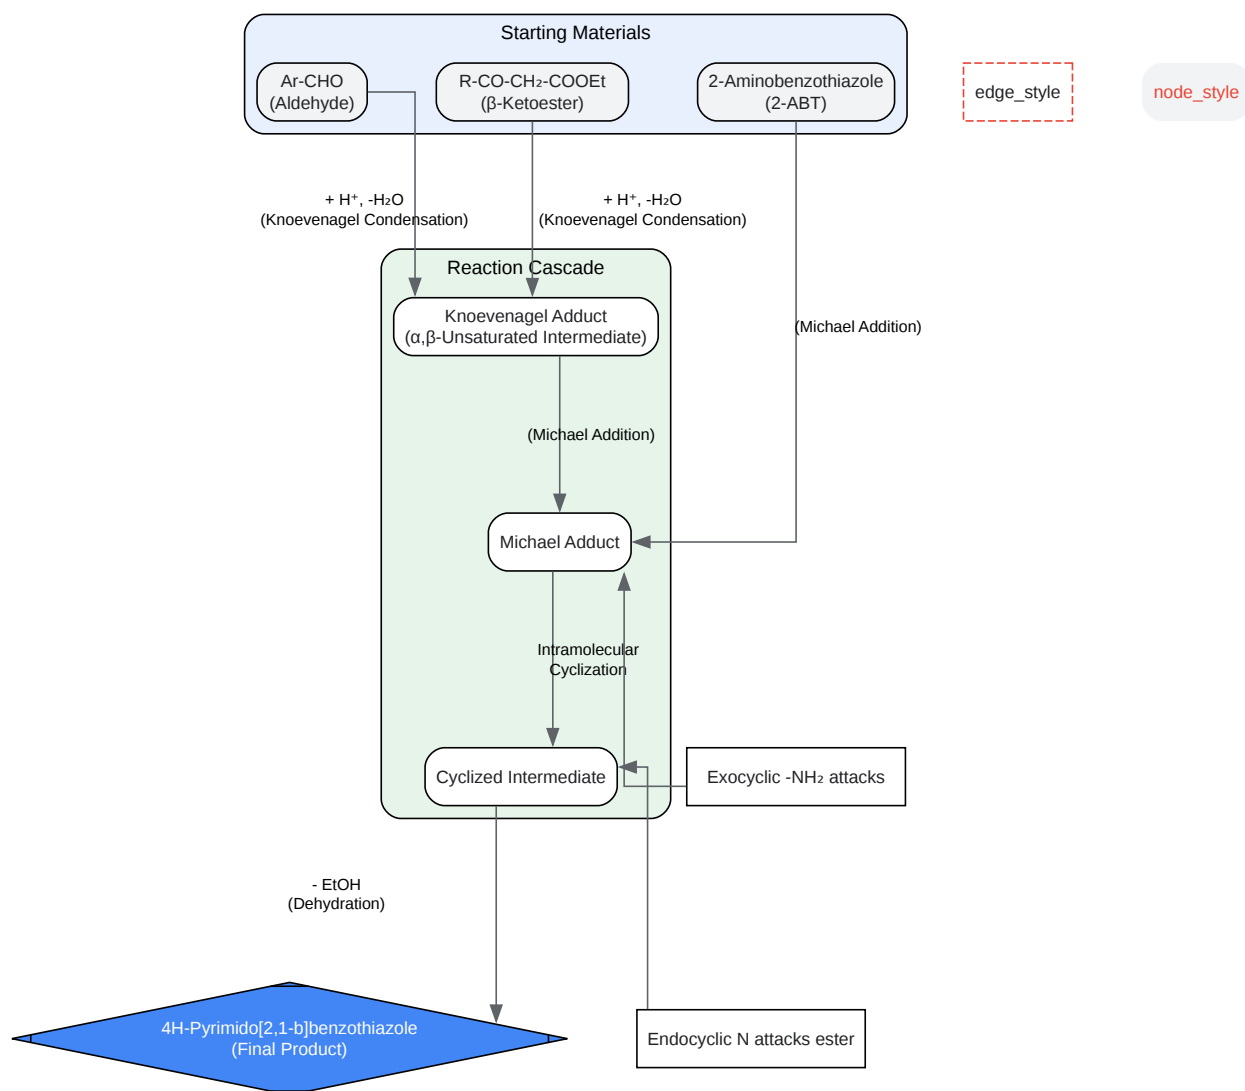 Starting Materials
Ar-CHO
(Aldehyde)
R-CO-CH₂-COOEt
(β-Ketoester)
2-Aminobenzothiazole
(2-ABT)
edge_style
node_style
+ H⁺, -H₂O
(Knoevenagel Condensation)
+ H⁺, -H₂O
(Knoevenagel Condensation)
Reaction Cascade
Knoevenagel Adduct
(α,β-Unsaturated Intermediate)
(Michael Addition)
(Michael Addition)
Michael Adduct
Intramolecular
Cyclization
Cyclized Intermediate
Exocyclic -NH₂ attacks
- EtOH
(Dehydration)
4H-Pyrimido[2,1-b]benzothiazole
(Final Product)
Endocyclic N attacks ester